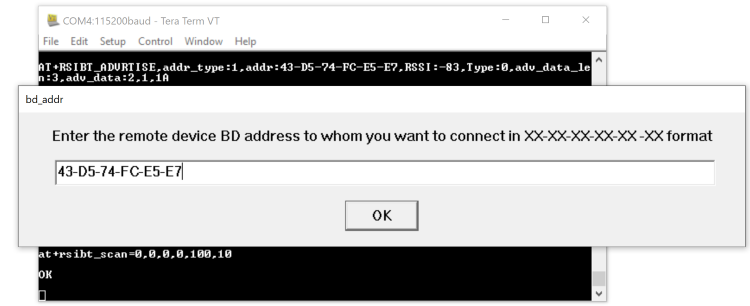 COM4:115200baud - Tera Term VT
File Edit Setup Control Window Help
AT+RSIBT_ADVRTISE,addr_type:1,addr:43-D5-74-FC-E5-E7,RSSI:-83,Type:0,adv_data_le
n:3,adv_data:2,1,1A
bd_addr
Enter the remote device BD address to whom you want to connect in XX-XX-XX-XX-XX -XX format
43-D5-74-FC-E5-E7
OK
at+rsibt_scan=0,0,0,0,100,10
OK